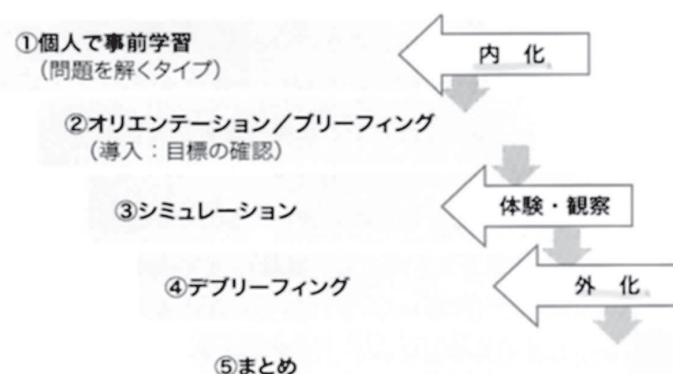 ①個人で事前学習
（問題を解くタイプ）
内 化
②オリエンテーション／ブリーフィング
（導入：目標の確認）
③シミュレーション
体験・観察
④デブリーフィング
外 化
⑤まとめ